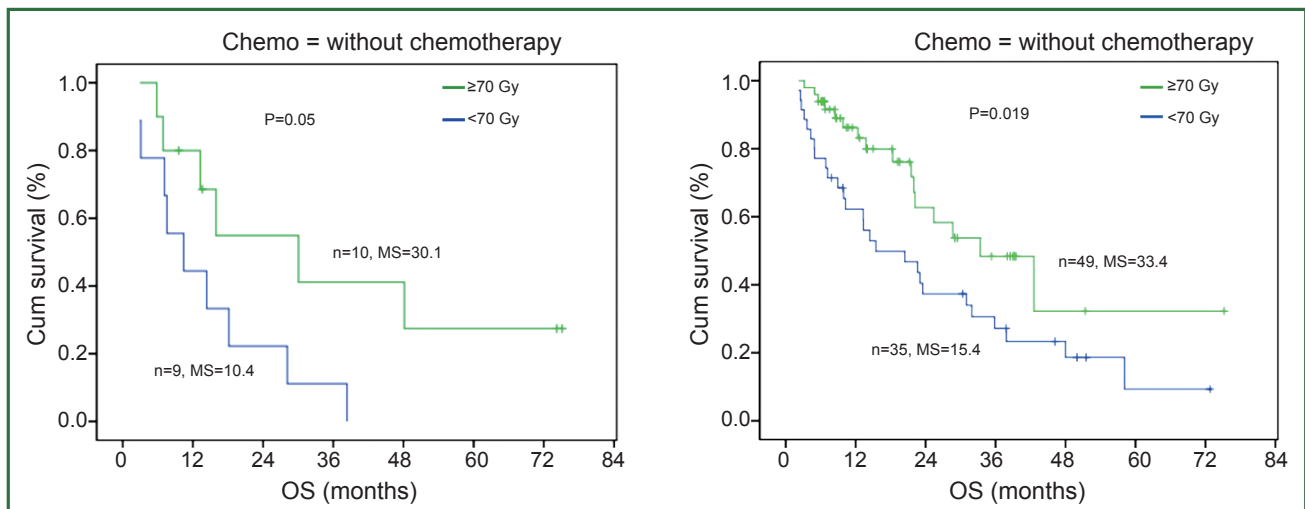 Chemo = without chemotherapy
1.0
0.8
0.6
0.4
0.2
0.0
Cum survival (%)
≥70 Gy
<70 Gy
P=0.05
n=10, MS=30.1
n=9, MS=10.4
0 12 24 36 48 60 72 84
OS (months)
Chemo = without chemotherapy
1.0
0.8
0.6
0.4
0.2
0.0
Cum survival (%)
≥70 Gy
<70 Gy
P=0.019
n=49, MS=33.4
n=35, MS=15.4
0 12 24 36 48 60 72 84
OS (months)